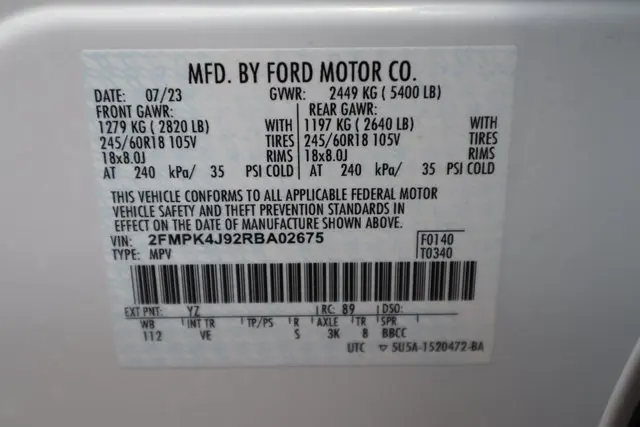 MFD. BY FORD MOTOR CO.
DATE: 07/23 GVWR: 2449 KG ( 5400 LB)
FRONT GAWR: REAR GAWR:
1279 KG ( 2820 LB) WITH 1197 KG ( 2640 LB) WITH
245/60R18 105V TIRES 245/60R18 105V TIRES
18x8.0J RIMS 18x8.0J RIMS
AT 240 kPa/ 35 PSI COLD AT 240 kPa/ 35 PSI COLD
THIS VEHICLE CONFORMS TO ALL APPLICABLE FEDERAL MOTOR
VEHICLE SAFETY AND THEFT PREVENTION STANDARDS IN
EFFECT ON THE DATE OF MANUFACTURE SHOWN ABOVE.
VIN: 2FMPK4J92RBA02675 F0140
TYPE: MPV T0340
EXT PNT: YZ RC: 89 DSO:
WB INT TR TP/PS R AXLE TR SPR
112 VE S 3K 8 BBCC
UTC ▽ 5U5A-1520472-BA